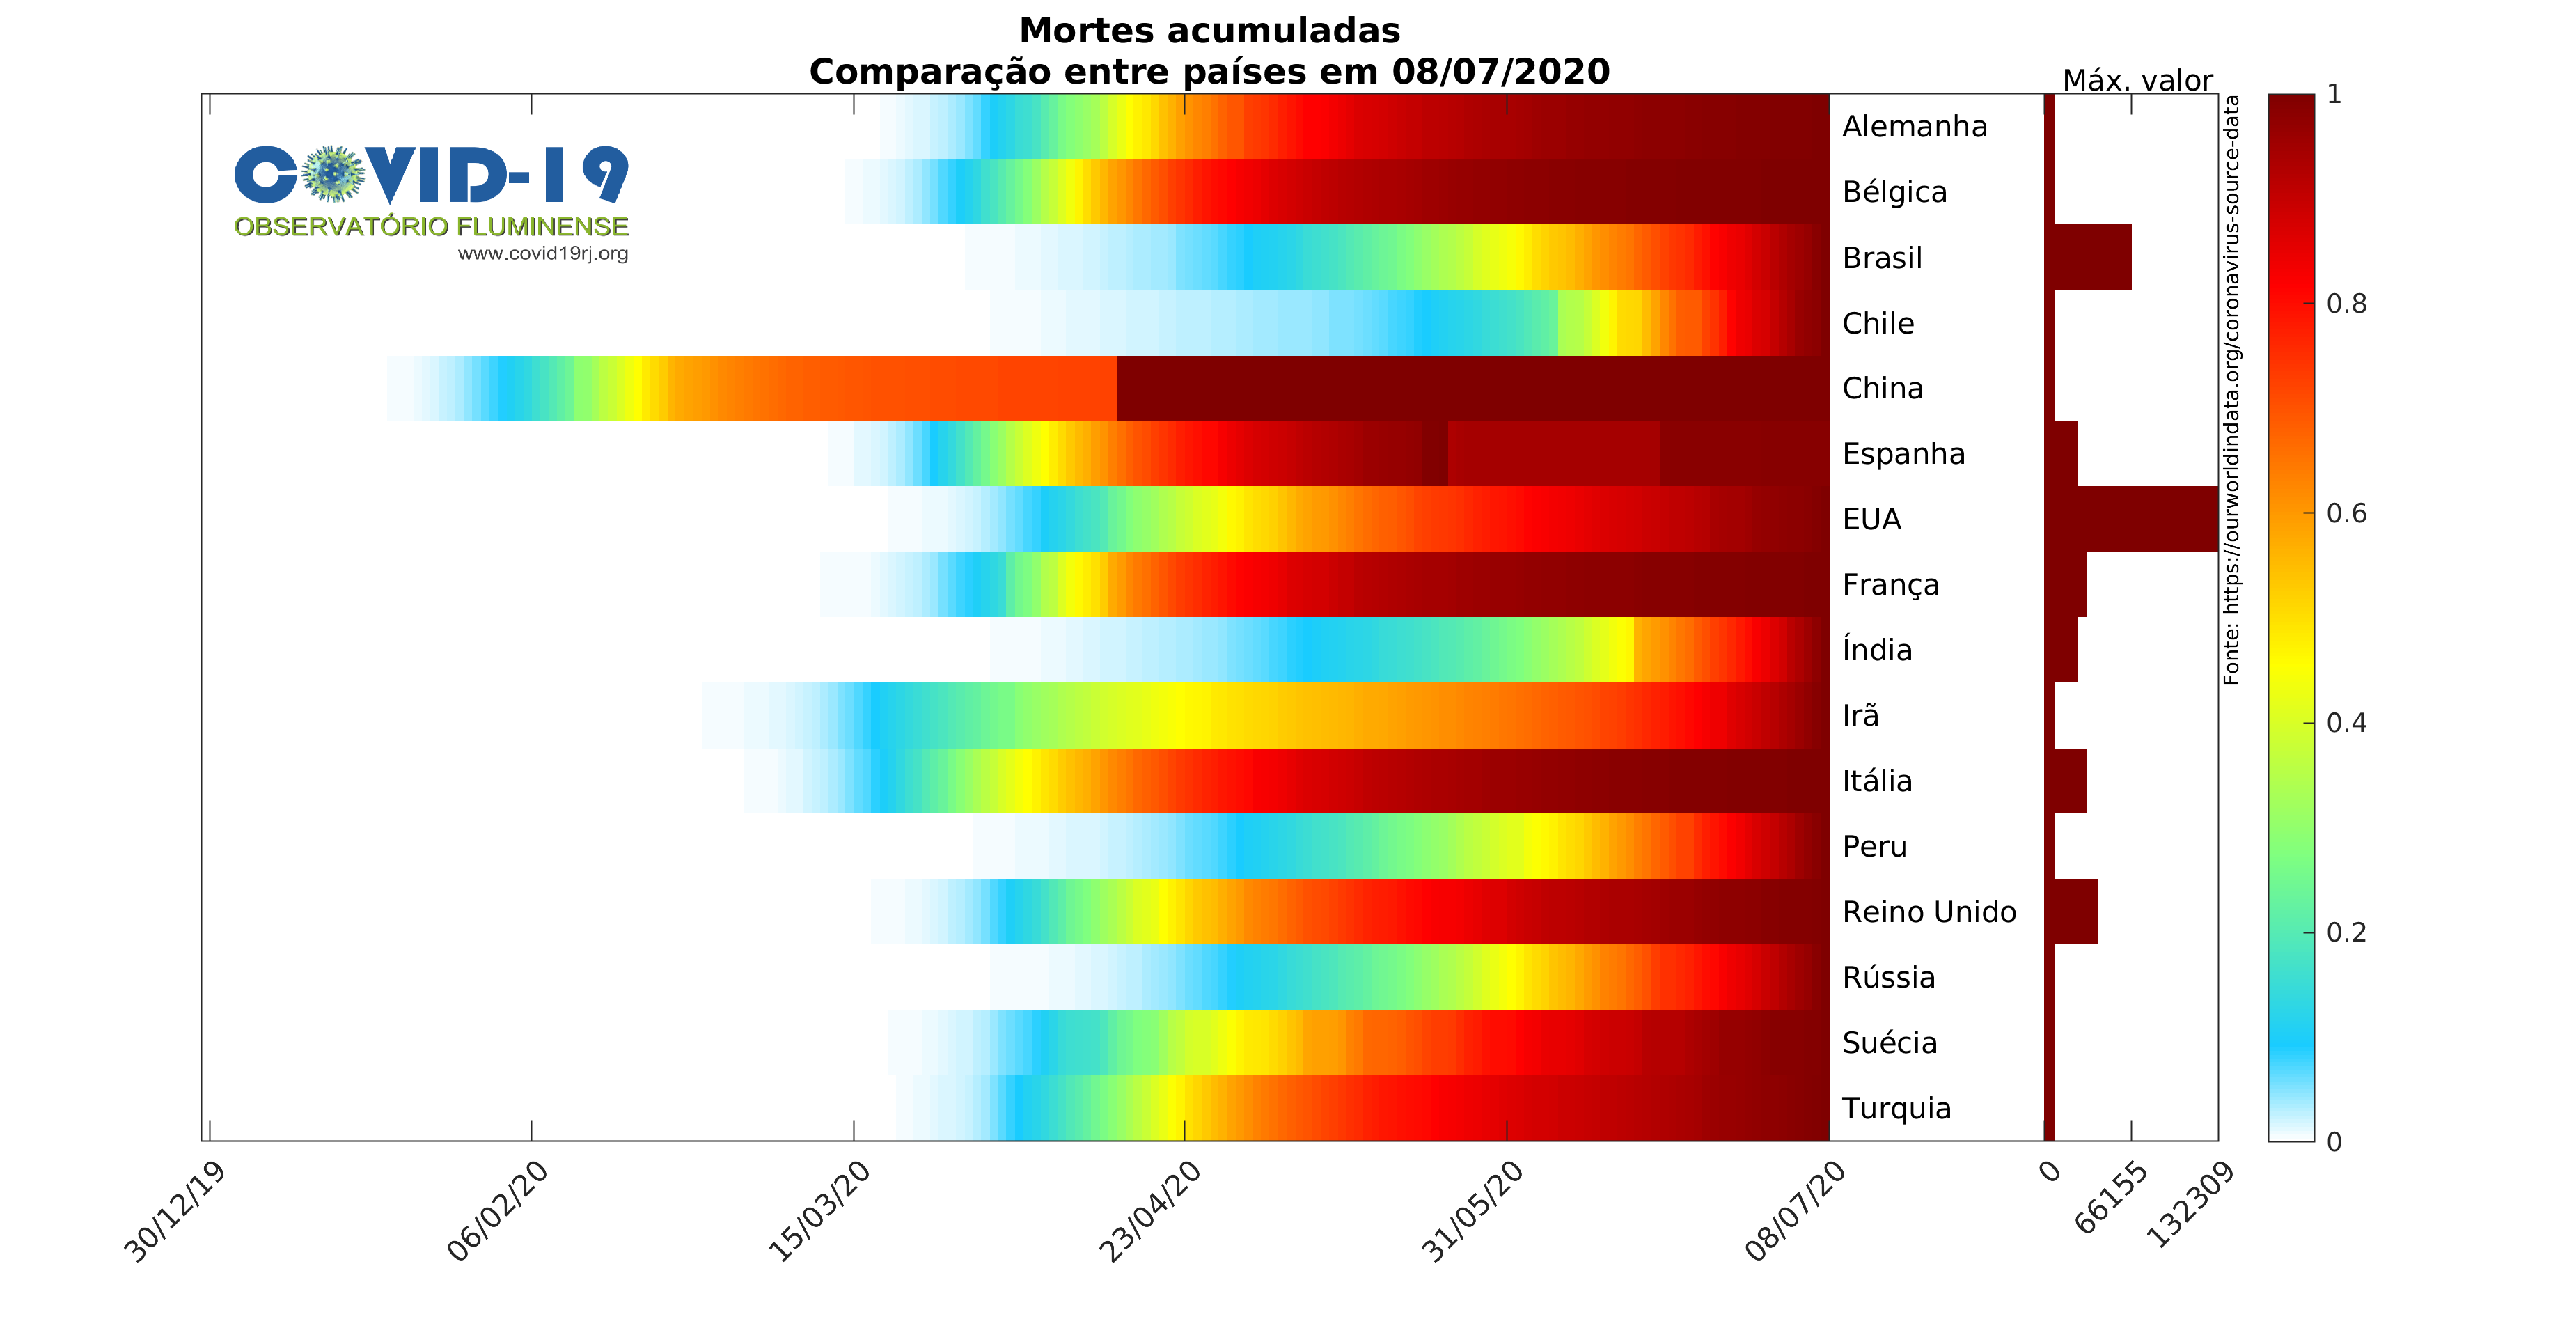 Mortes acumuladas
Comparação entre países em 08/07/2020
Máx. valor
COVID-19
OBSERVATÓRIO FLUMINENSE
www.covid19rj.org
Alemanha
Bélgica
Brasil
Chile
China
Espanha
EUA
França
Índia
Irã
Itália
Peru
Reino Unido
Rússia
Suécia
Turquia
Fonte: https://ourworldindata.org/coronavirus-source-data
1
0.8
0.6
0.4
0.2
0
30/12/19
06/02/20
15/03/20
23/04/20
31/05/20
08/07/20
0
66155
132309